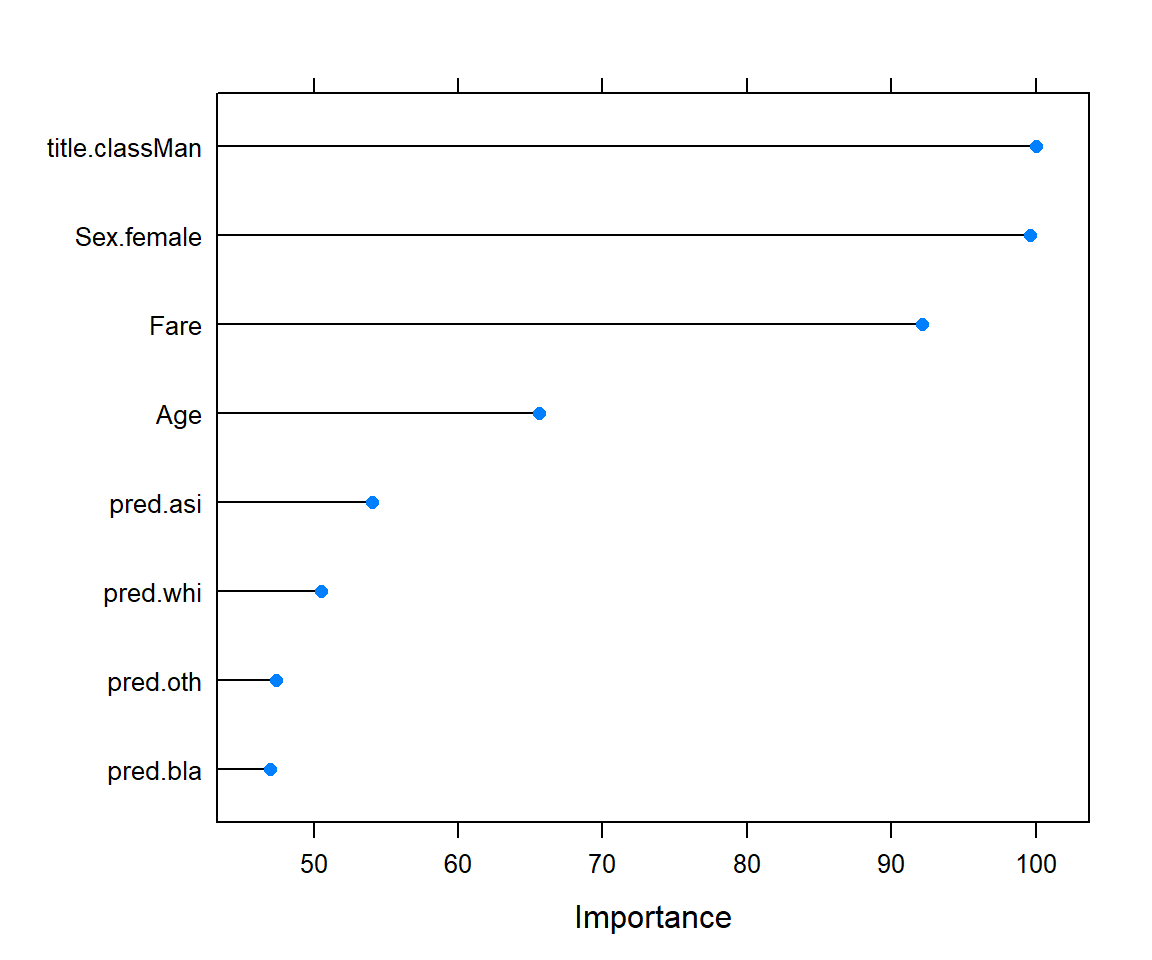 title.classMan
Sex.female
Fare
Age
pred.asi
pred.whi
pred.oth
pred.bla
50 60 70 80 90 100
Importance